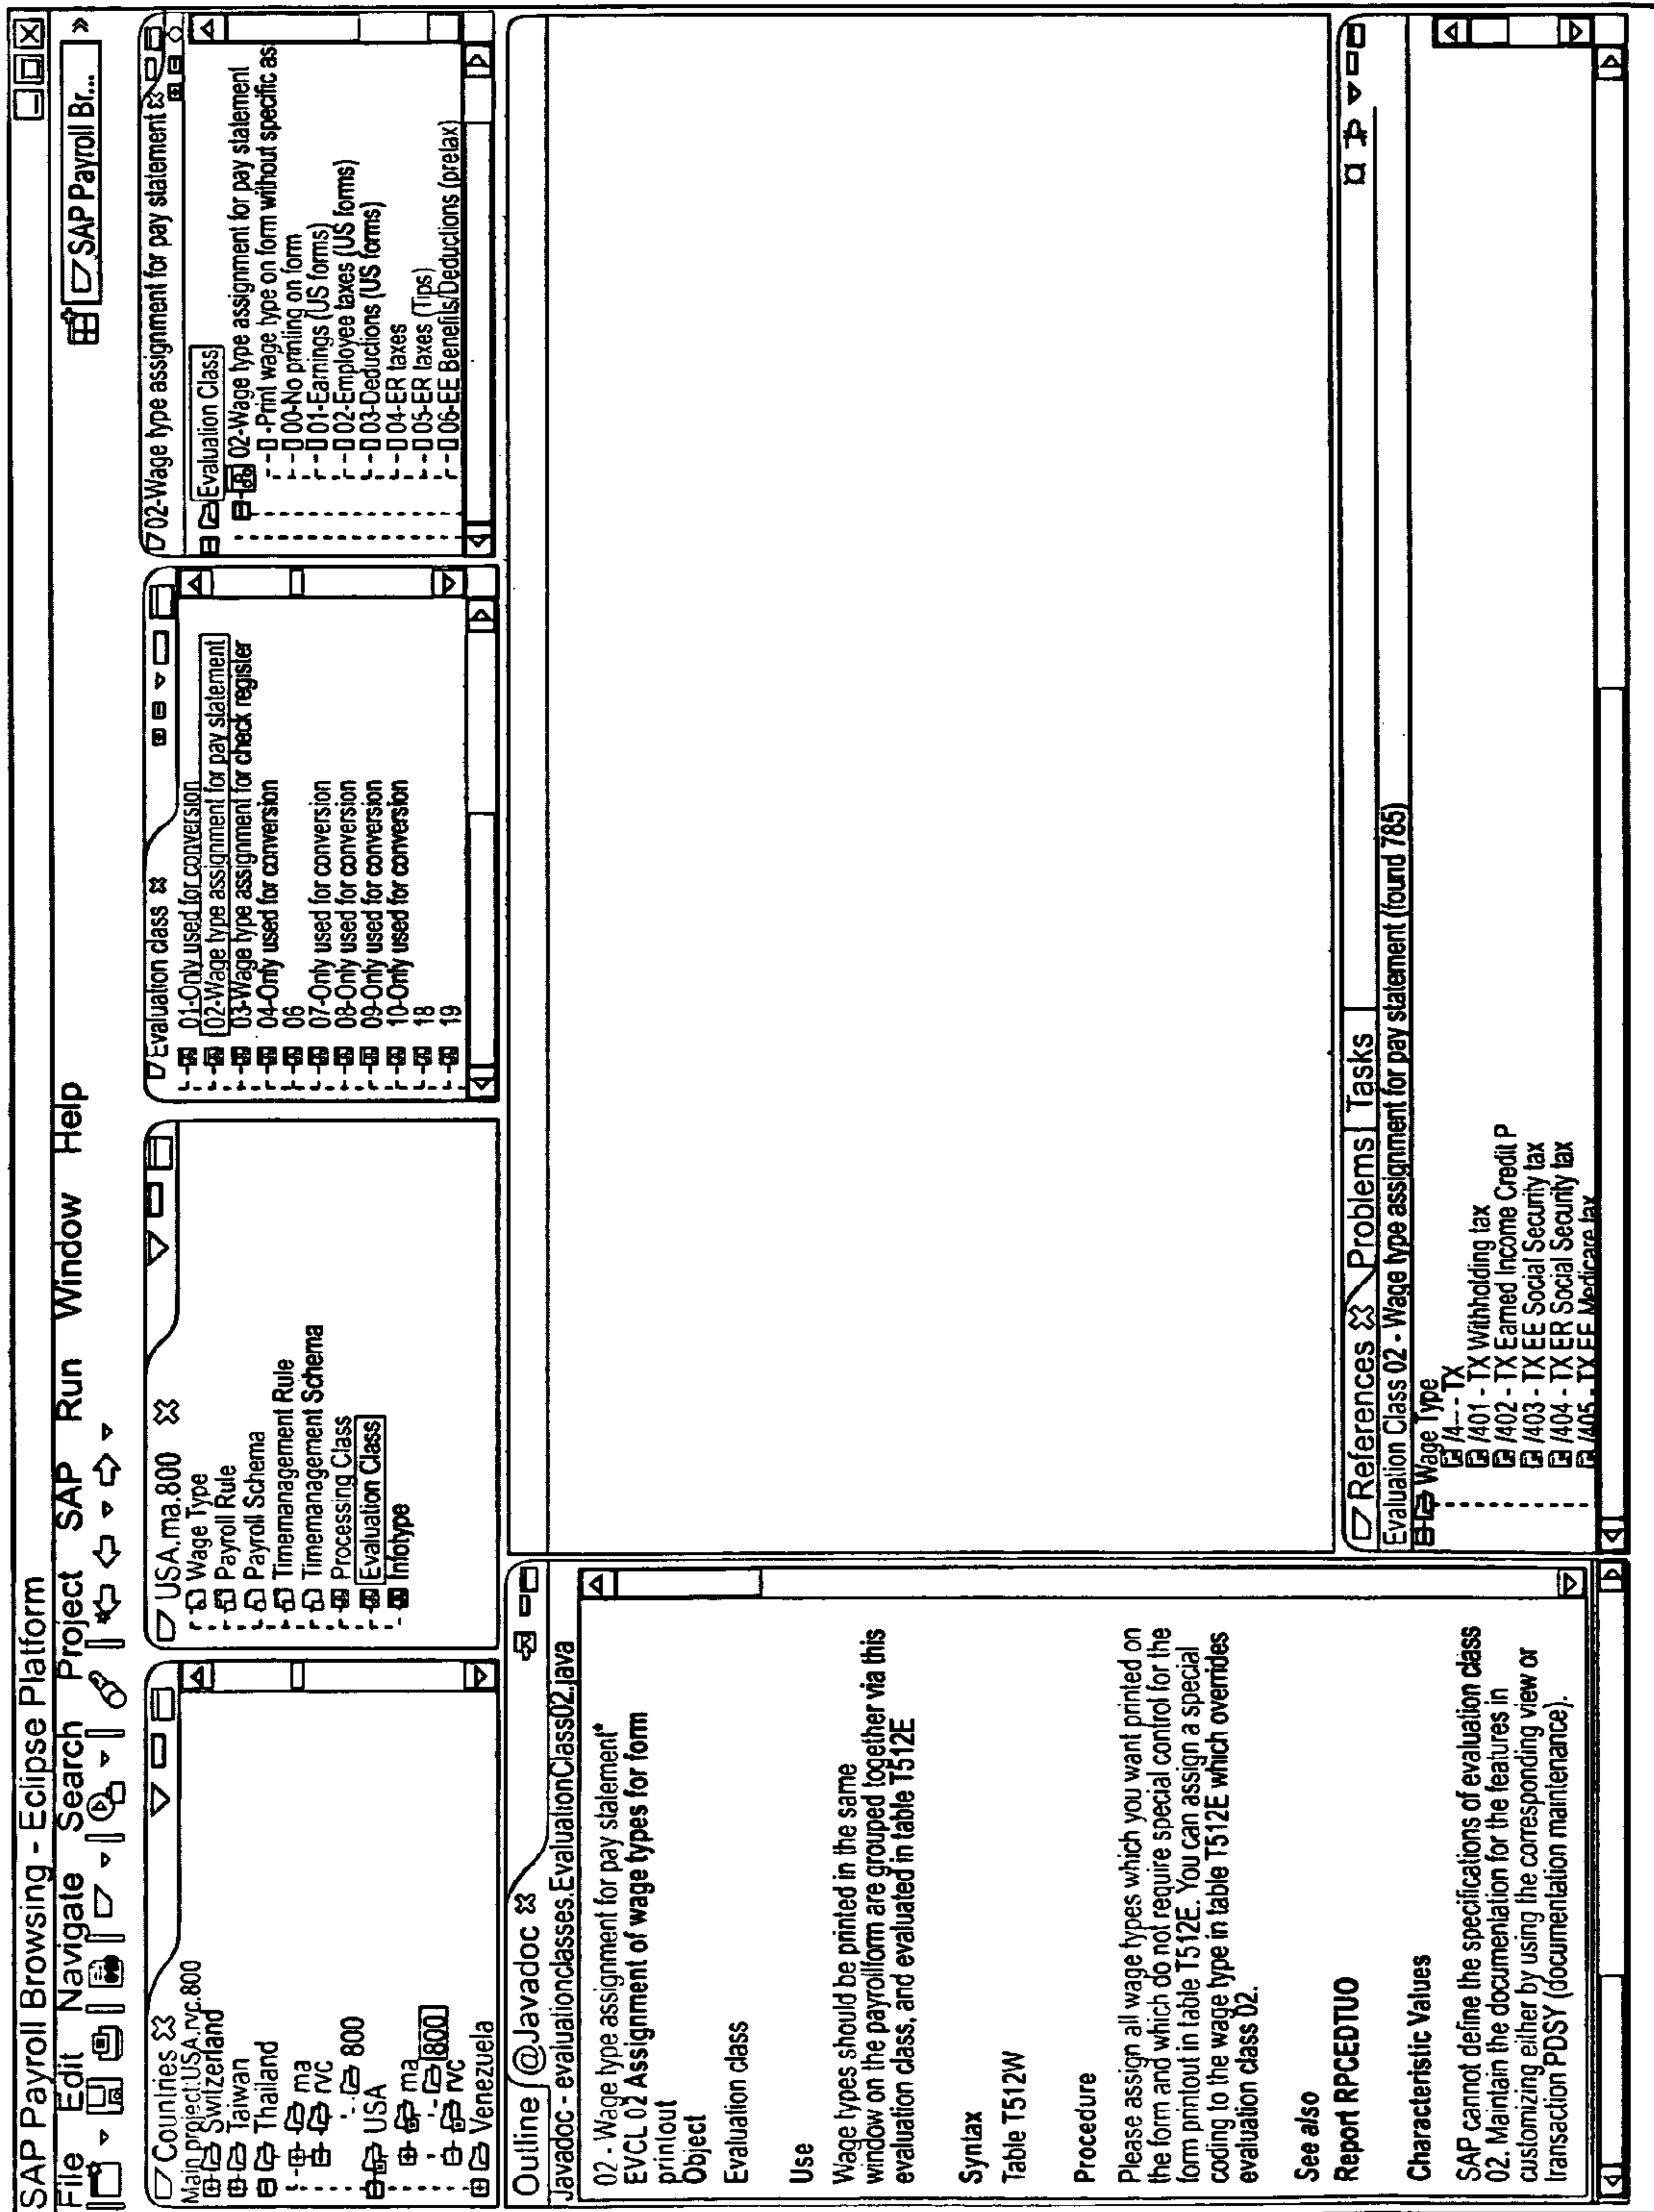 SAP Payroll Browsing - Eclipse Platform
File Edit Navigate Search Project SAP Run Window Help
SAP Payroll Br... »
Countries
Main project:USA.rvc.800
Switzerland
Taiwan
Thailand
ma
rvc
800
USA
ma
800
rvc
Venezuela
USA.ma.800
Wage Type
Payroll Rule
Payroll Schema
Timemanagement Rule
Timemanagement Schema
Processing Class
Evaluation Class
Infotype
Evaluation class
01-Only used for conversion
02-Wage type assignment for pay statement
03-Wage type assignment for check register
04-Only used for conversion
06
07-Only used for conversion
08-Only used for conversion
09-Only used for conversion
10-Only used for conversion
18
19
02-Wage type assignment for pay statement
Evaluation Class
02-Wage type assignment for pay statement
-Print wage type on form without specific as
00-No printing on form
01-Earnings (US forms)
02-Employee taxes (US forms)
03-Deductions (US forms)
04-ER taxes
05-ER taxes (Tips)
06-EE Benefits/Deductions (pretax)
Outline @Javadoc
Javadoc - evaluationclasses.EvaluationClass02.java
02 - Wage type assignment for pay statement*
EVCL 02 Assignment of wage types for form
printout
Object
Evaluation class
Use
Wage types should be printed in the same
window on the payrollform are grouped together via this
evaluation class, and evaluated in table T512E
Syntax
Table T512W
Procedure
Please assign all wage types which you want printed on
the form and which do not require special control for the
form printout in table T512E. You can assign a special
coding to the wage type in table T512E which overrides
evaluation class 02.
See also
Report RPCEDTUO
Characteristic Values
SAP cannot define the specifications of evaluation class
02. Maintain the documentation for the features in
customizing either by using the corresponding view or
transaction PDSY (documentation maintenance).
References Problems Tasks
Evaluation Class 02 - Wage type assignment for pay statement (found 785)
Wage Type
/4-- - TX
/401 - TX Withholding tax
/402 - TX Earned Income Credit P
/403 - TX EE Social Security tax
/404 - TX ER Social Security tax
/405 - TX EE Medicare tax